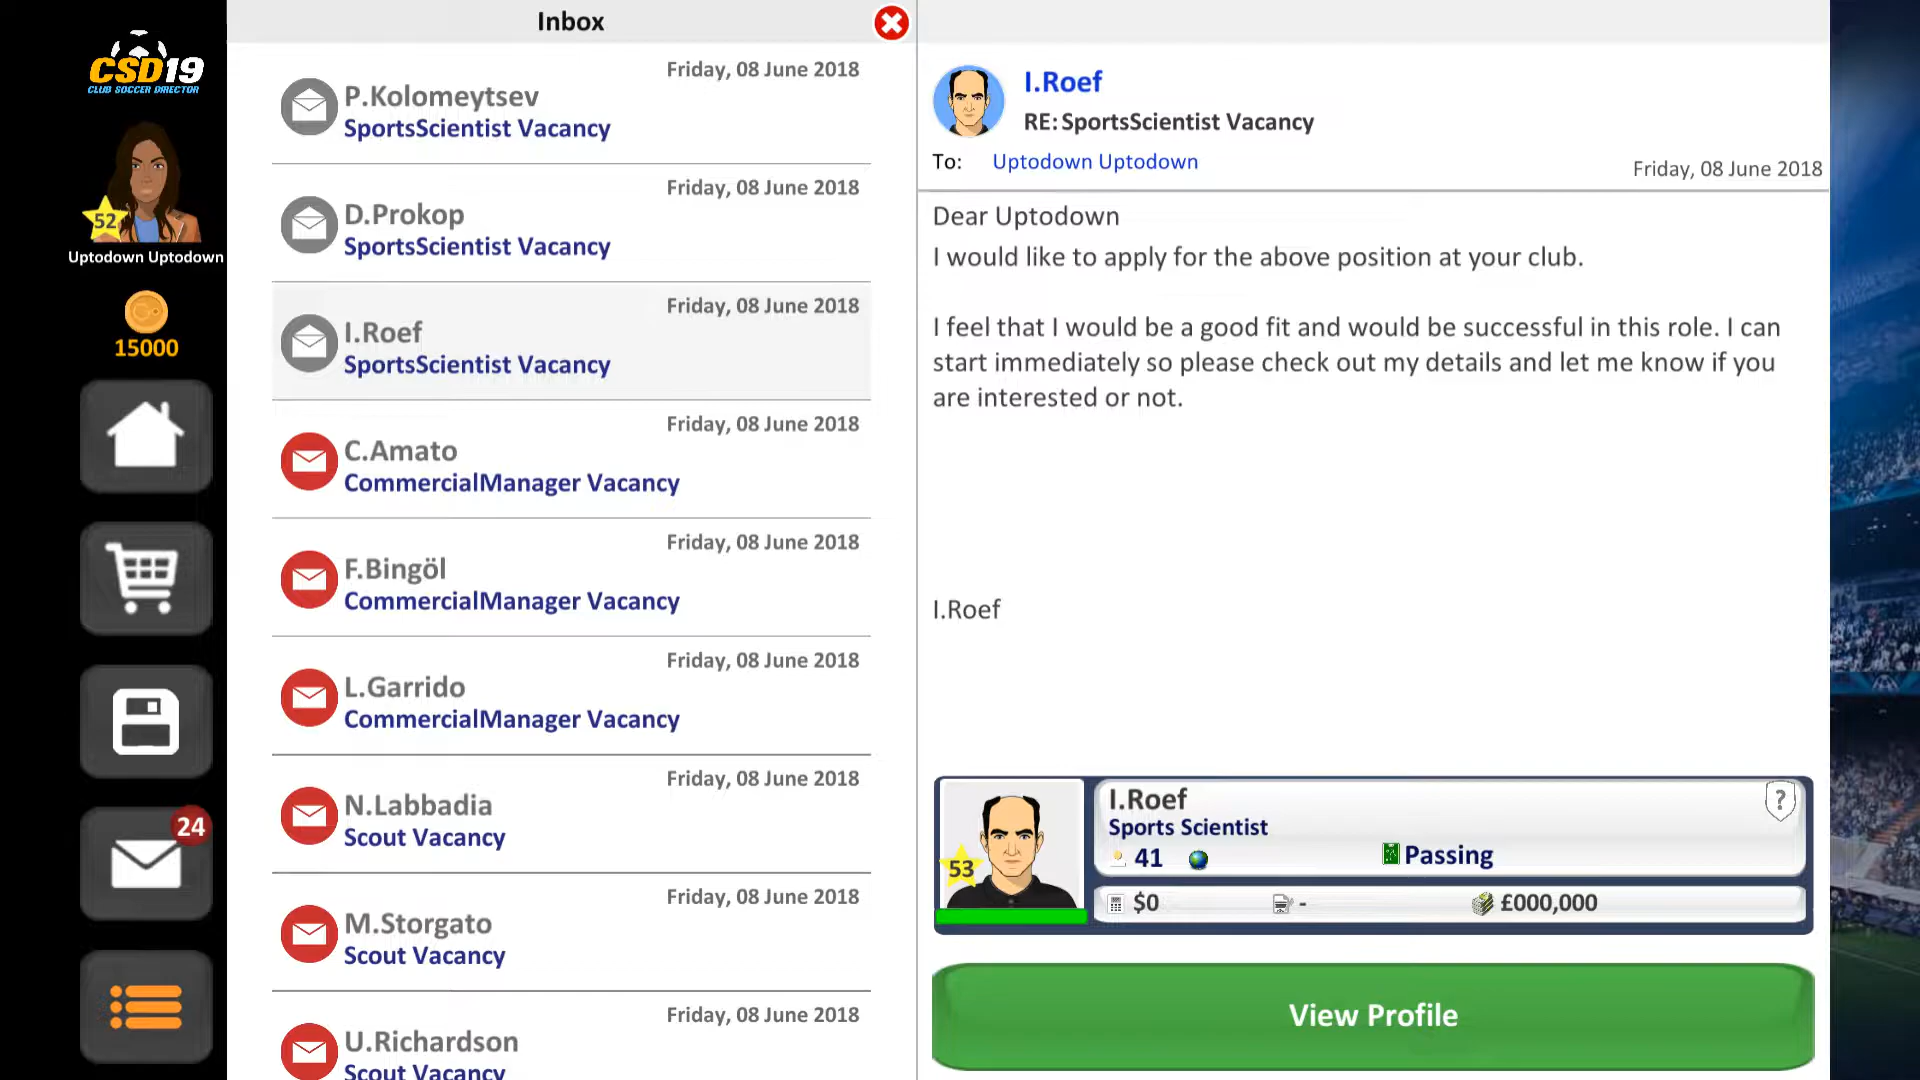 CSD19
CLUB SOCCER DIRECTOR
52
Uptodown Uptodown
15000
24
Inbox
Friday, 08 June 2018
P.Kolomeytsev
SportsScientist Vacancy
Friday, 08 June 2018
D.Prokop
SportsScientist Vacancy
Friday, 08 June 2018
I.Roef
SportsScientist Vacancy
Friday, 08 June 2018
C.Amato
CommercialManager Vacancy
Friday, 08 June 2018
F.Bingöl
CommercialManager Vacancy
Friday, 08 June 2018
L.Garrido
CommercialManager Vacancy
Friday, 08 June 2018
N.Labbadia
Scout Vacancy
Friday, 08 June 2018
M.Storgato
Scout Vacancy
Friday, 08 June 2018
U.Richardson
Scout Vacancy
I.Roef
RE: SportsScientist Vacancy
To: Uptodown Uptodown
Friday, 08 June 2018
Dear Uptodown
I would like to apply for the above position at your club.
I feel that I would be a good fit and would be successful in this role. I can
start immediately so please check out my details and let me know if you
are interested or not.
I.Roef
I.Roef
?
Sports Scientist
53
41
Passing
$0
-
£000,000
View Profile